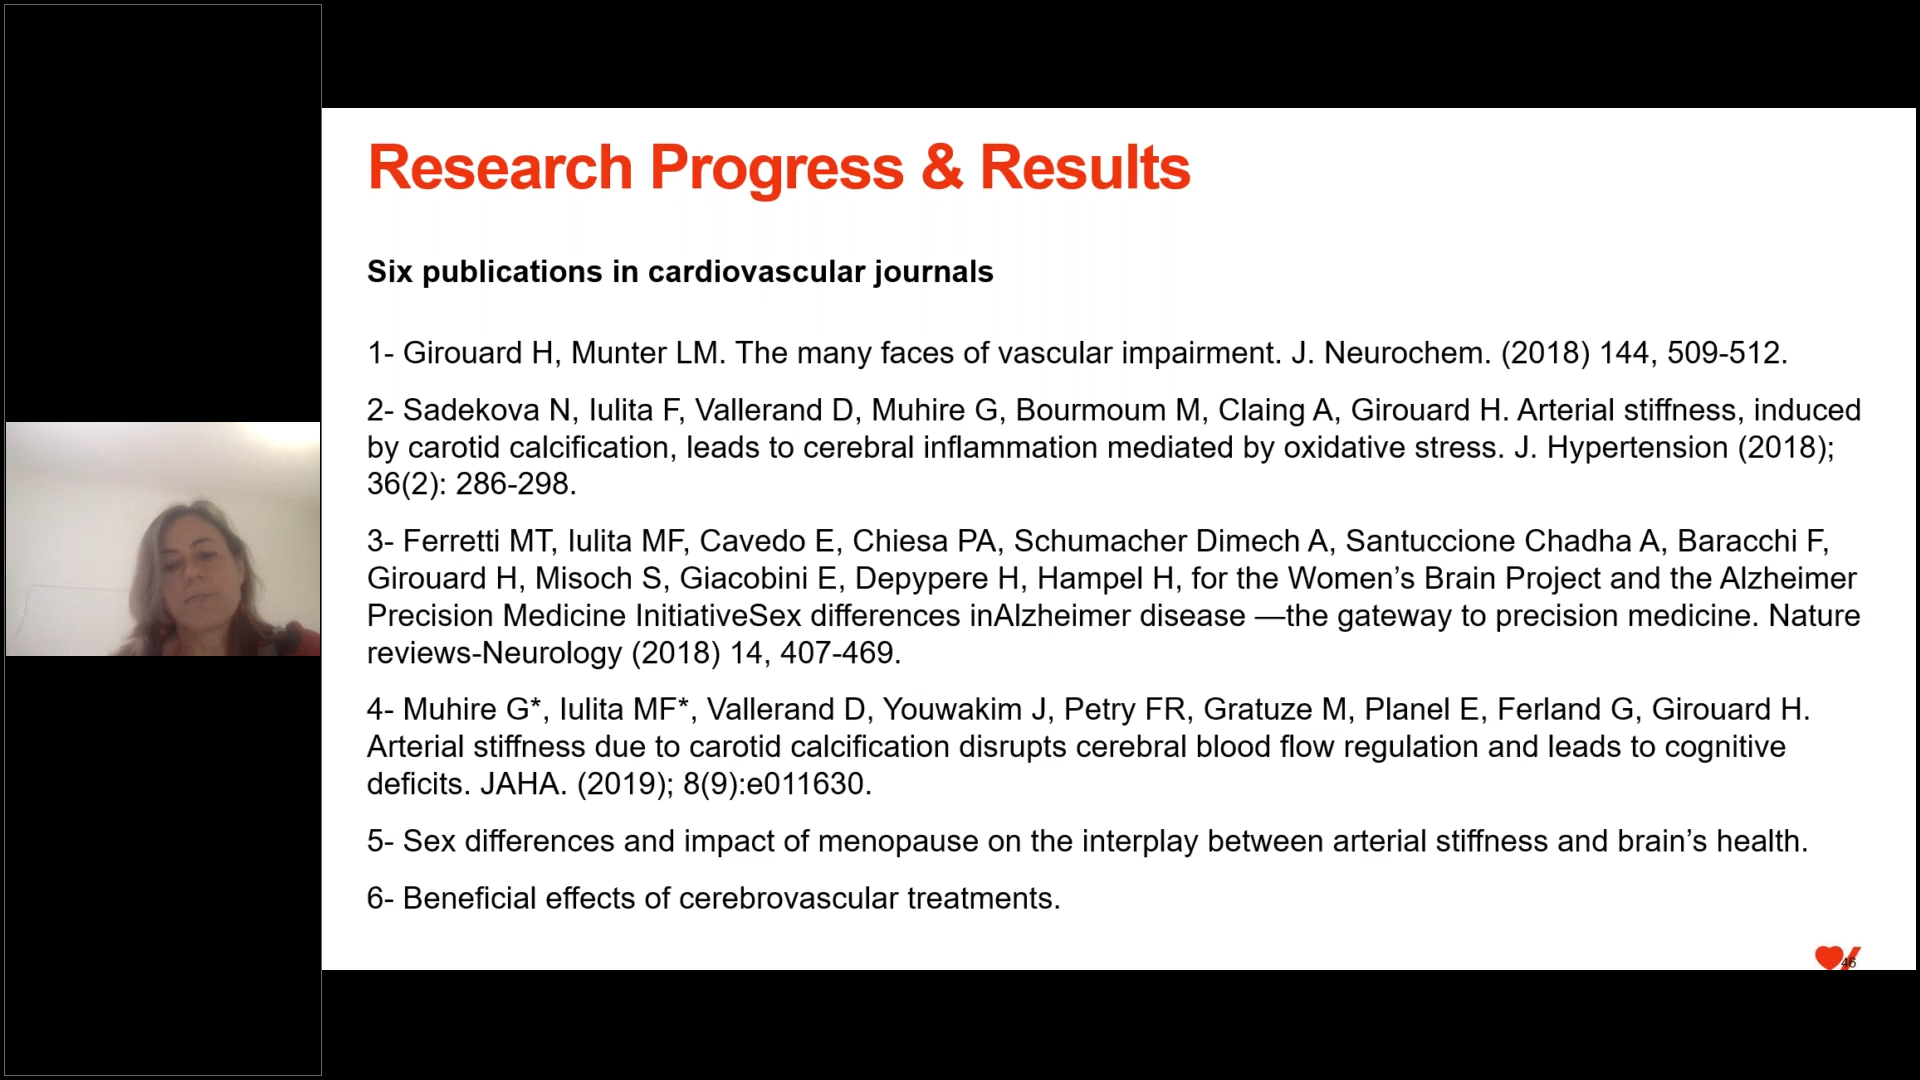 Research Progress & Results
Six publications in cardiovascular journals
1- Girouard H, Munter LM. The many faces of vascular impairment. J. Neurochem. (2018) 144, 509-512.
2- Sadekova N, Iulita F, Vallerand D, Muhire G, Bourmoum M, Claing A, Girouard H. Arterial stiffness, induced
by carotid calcification, leads to cerebral inflammation mediated by oxidative stress. J. Hypertension (2018);
36(2): 286-298.
3- Ferretti MT, Iulita MF, Cavedo E, Chiesa PA, Schumacher Dimech A, Santuccione Chadha A, Baracchi F,
Girouard H, Misoch S, Giacobini E, Depypere H, Hampel H, for the Women’s Brain Project and the Alzheimer
Precision Medicine InitiativeSex differences inAlzheimer disease —the gateway to precision medicine. Nature
reviews-Neurology (2018) 14, 407-469.
4- Muhire G*, Iulita MF*, Vallerand D, Youwakim J, Petry FR, Gratuze M, Planel E, Ferland G, Girouard H.
Arterial stiffness due to carotid calcification disrupts cerebral blood flow regulation and leads to cognitive
deficits. JAHA. (2019); 8(9):e011630.
5- Sex differences and impact of menopause on the interplay between arterial stiffness and brain’s health.
6- Beneficial effects of cerebrovascular treatments.
46